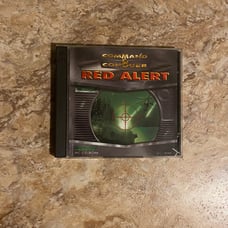 COMMAND
&
CONQUER
RED ALERT